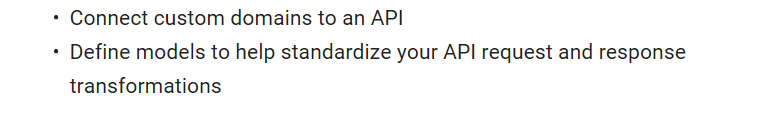 • Connect custom domains to an API
• Define models to help standardize your API request and response
transformations